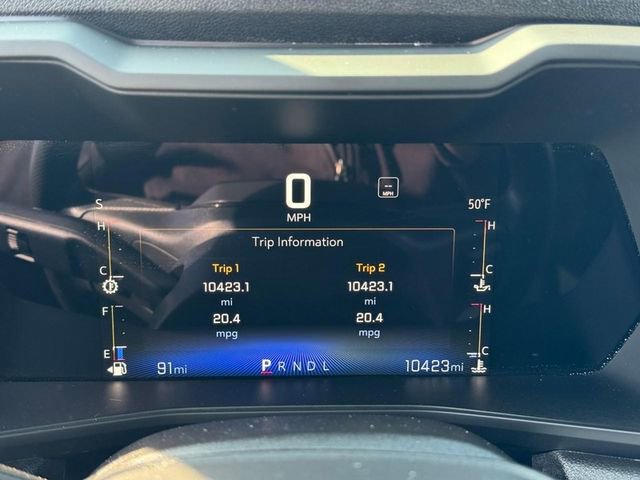 S
0
MPH
--
MPH
50°F
H
H
Trip Information
Trip 1
Trip 2
C
10423.1
10423.1
C
mi
mi
F
20.4
20.4
H
mpg
mpg
E
C
91mi
P R N D L
10423mi